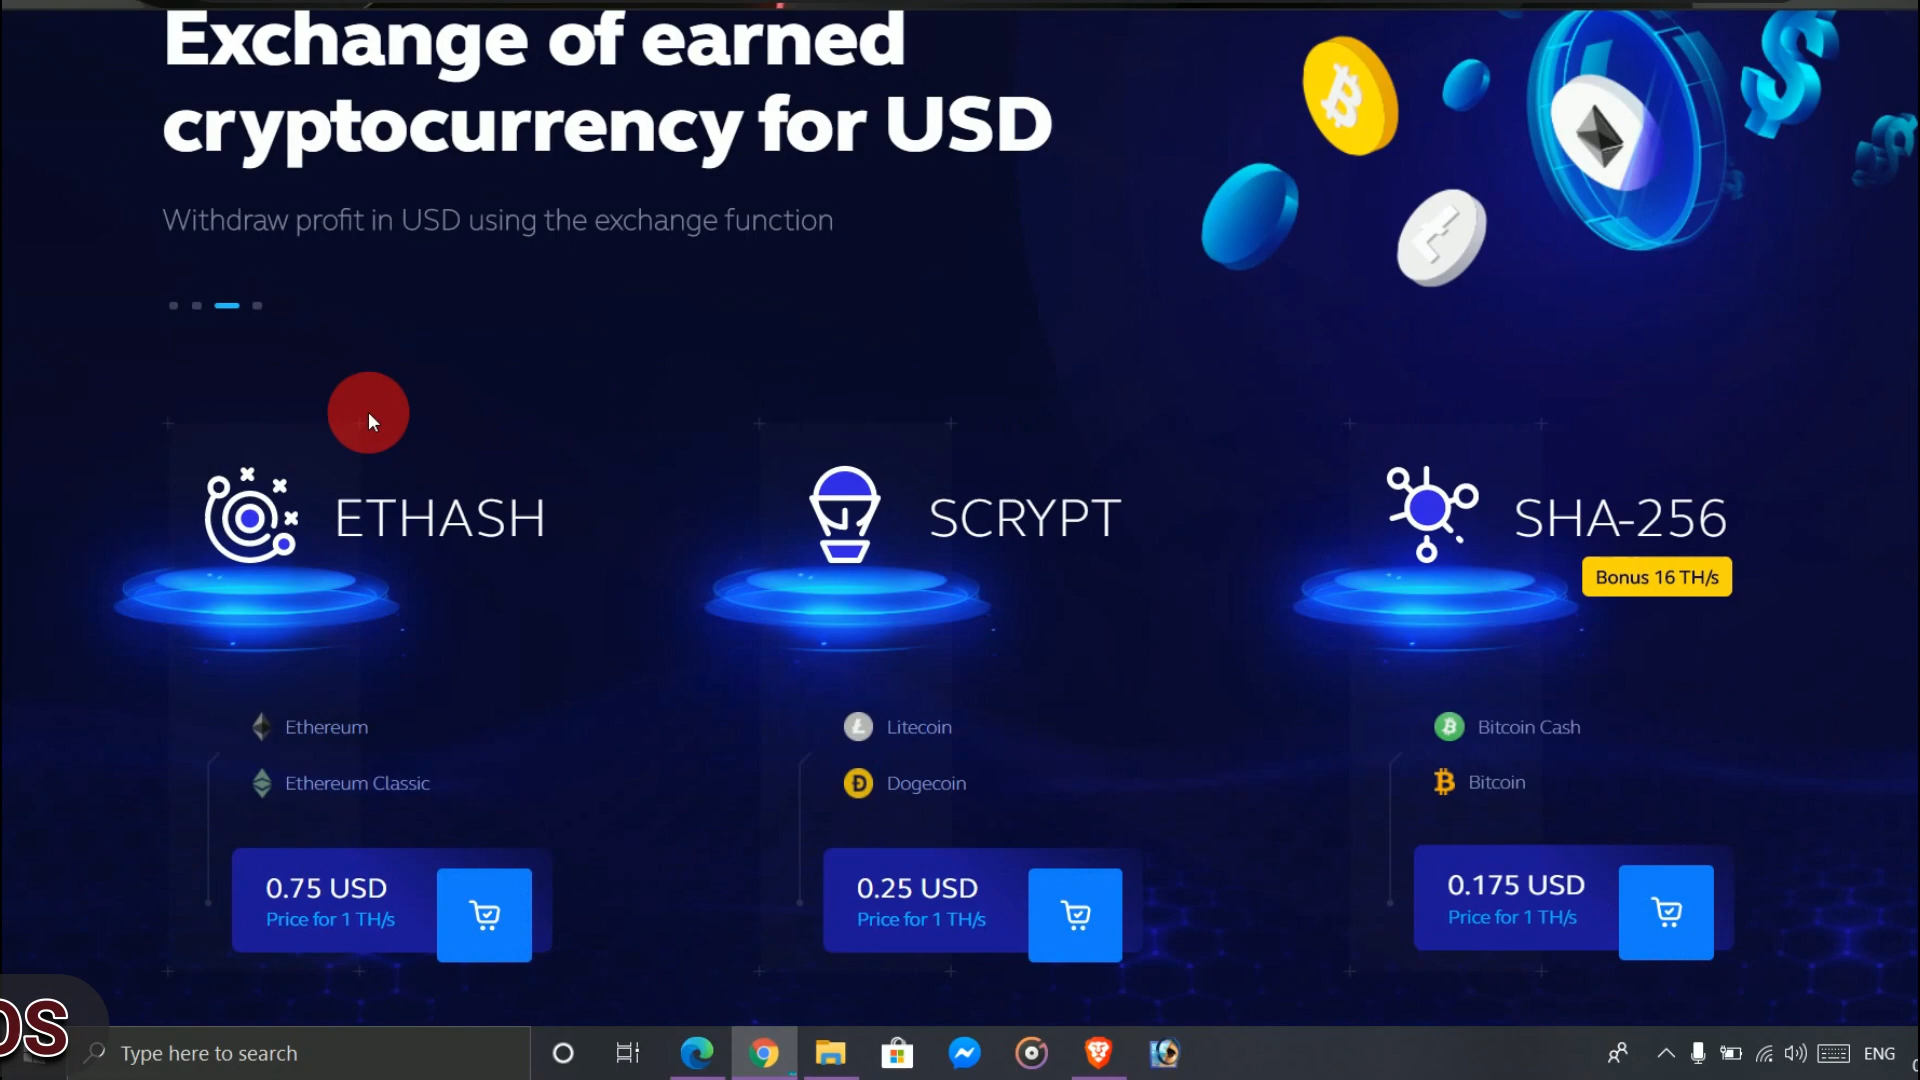 Exchange of earned
cryptocurrency for USD
Withdraw profit in USD using the exchange function
ETHASH
SCRYPT
SHA-256
Bonus 16 TH/s
Ethereum
Litecoin
Bitcoin Cash
Ethereum Classic
Dogecoin
Bitcoin
0.75 USD
Price for 1 TH/s
0.25 USD
Price for 1 TH/s
0.175 USD
Price for 1 TH/s
OS
Type here to search
ENG